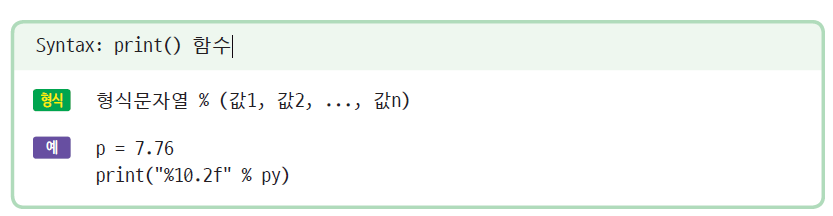 Syntax: print() 함수
형식 형식문자열 % (값1, 값2, ..., 값n)
예 p = 7.76
print("%10.2f" % py)